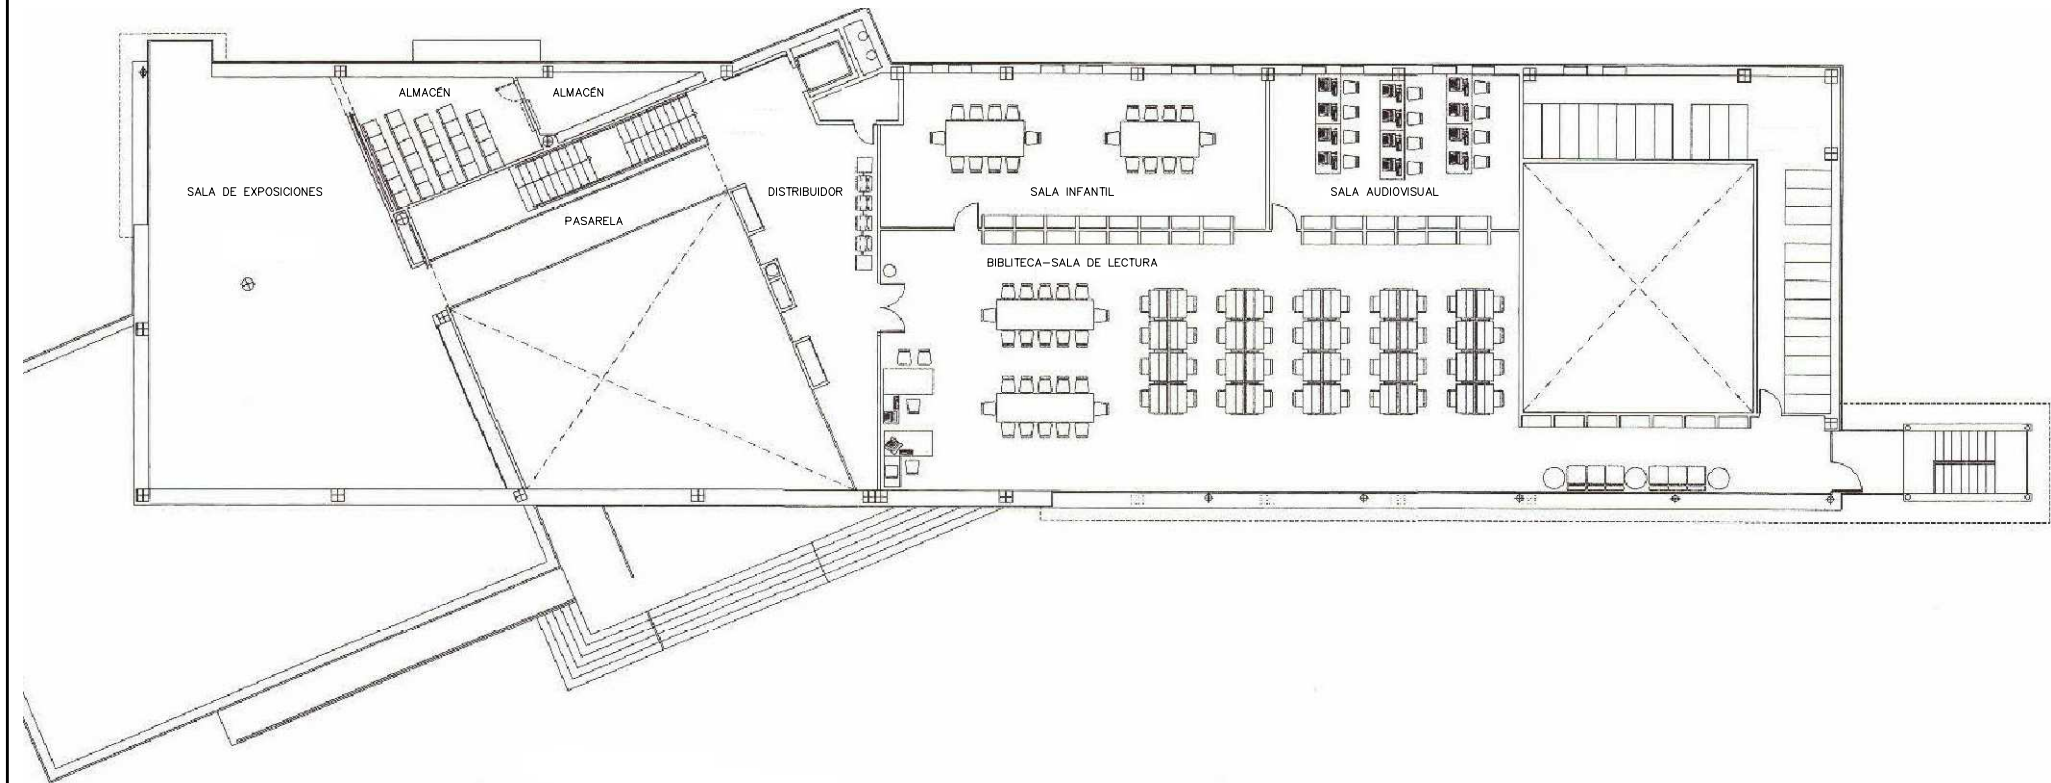 ALMACÉN
ALMACÉN
SALA DE EXPOSICIONES
DISTRIBUIDOR
SALA INFANTIL
SALA AUDIOVISUAL
PASARELA
BIBLITECA-SALA DE LECTURA